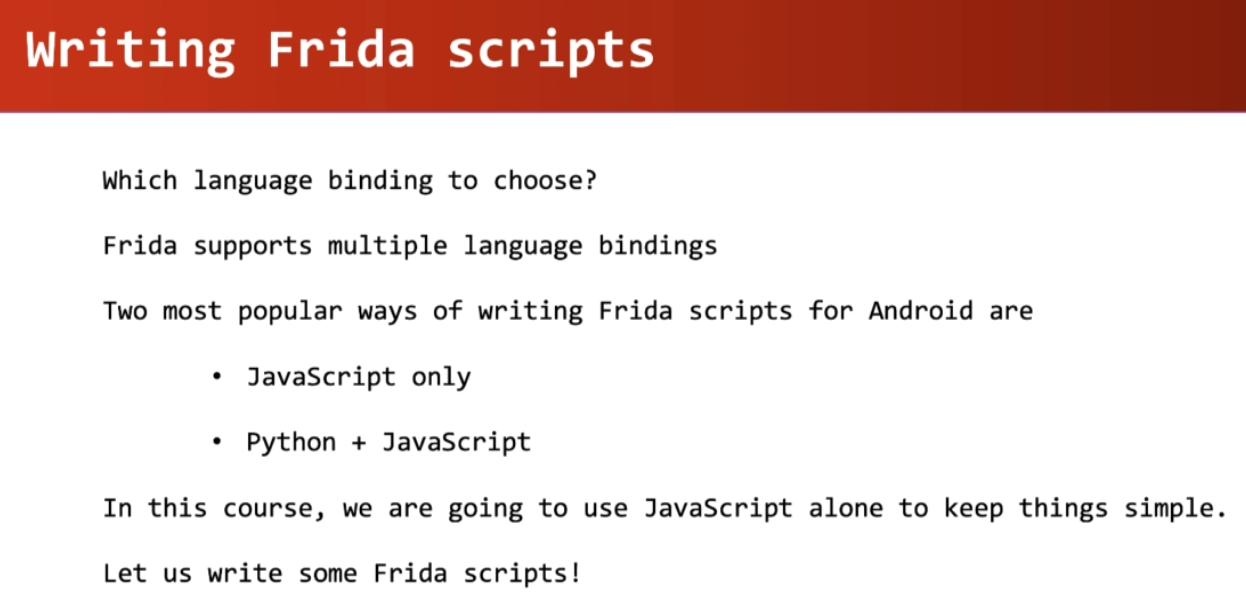 Writing Frida scripts
Which language binding to choose?
Frida supports multiple language bindings
Two most popular ways of writing Frida scripts for Android are
• JavaScript only
• Python + JavaScript
In this course, we are going to use JavaScript alone to keep things simple.
Let us write some Frida scripts!